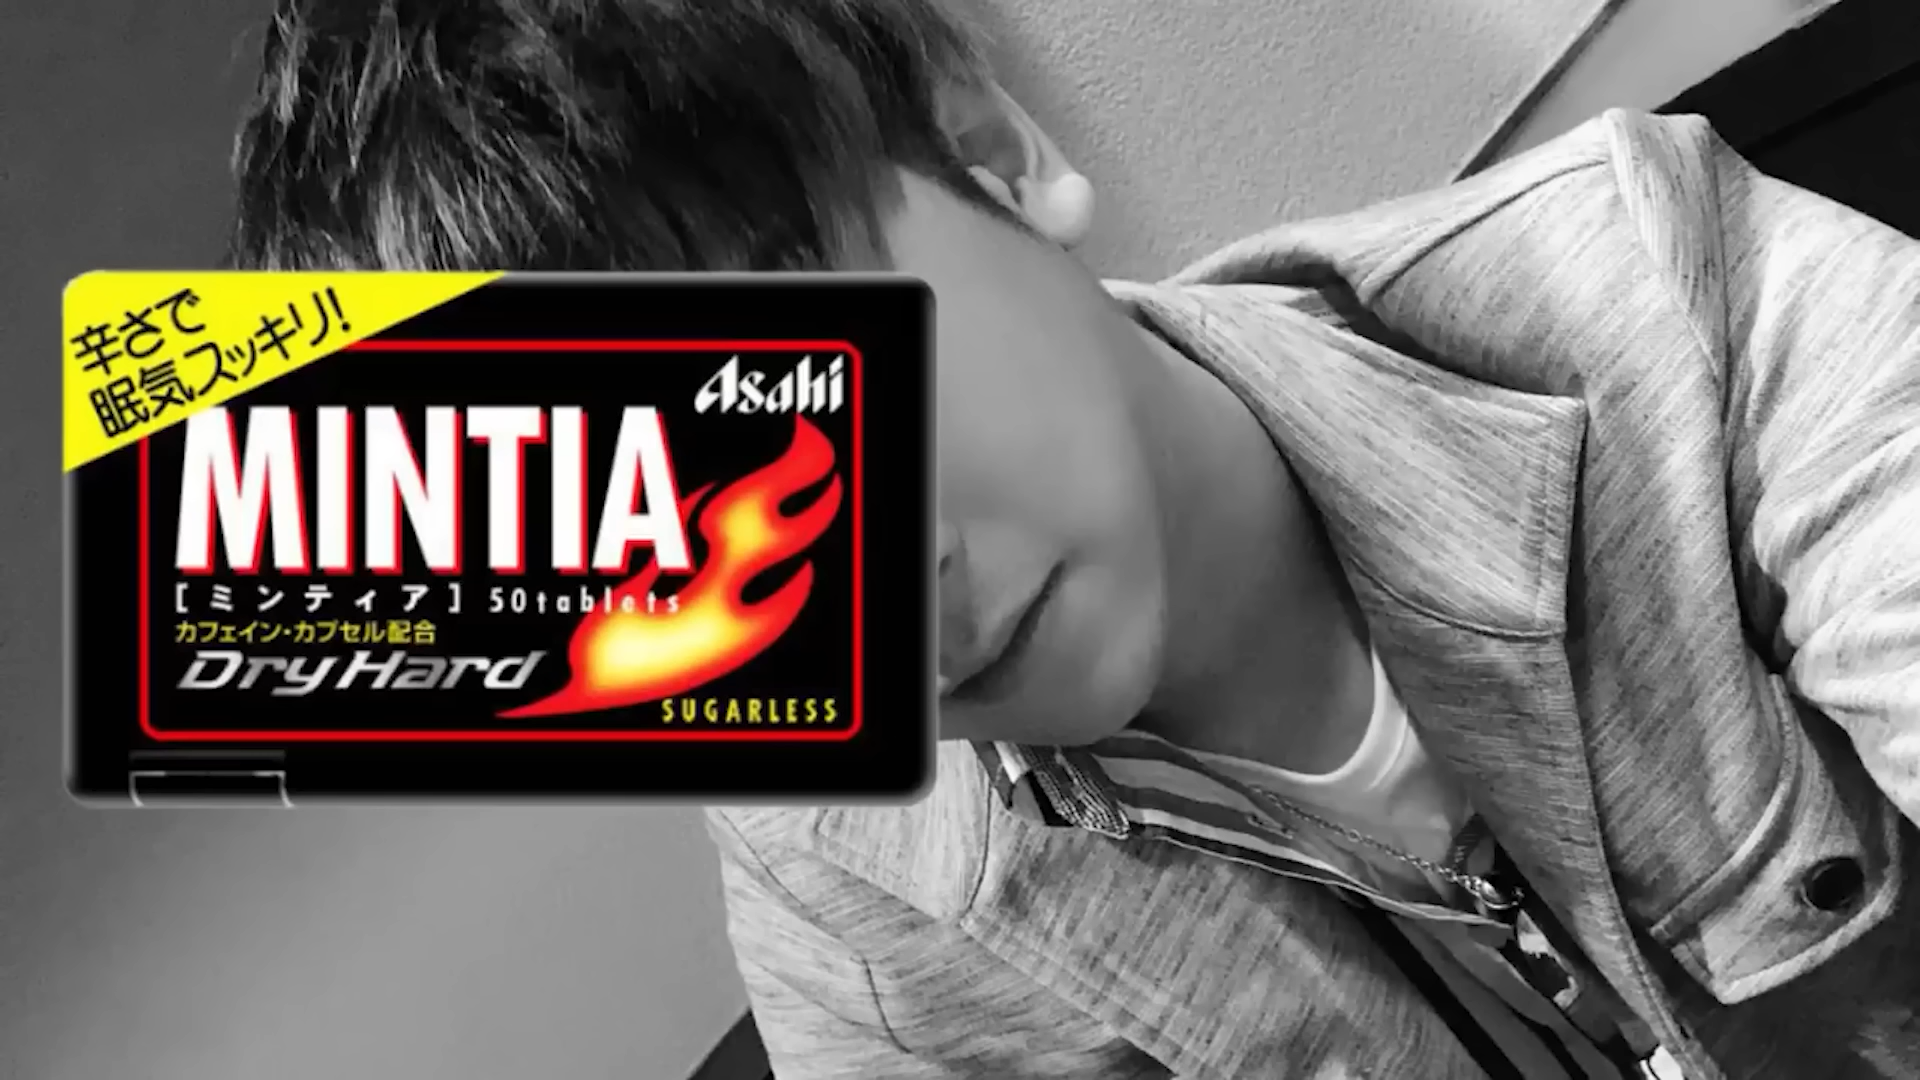 辛さで
眠気スッキリ!
Asahi
MINTIA
[ミンティア] 50tablets
カフェイン・カプセル配合
Dry Hard
SUGARLESS